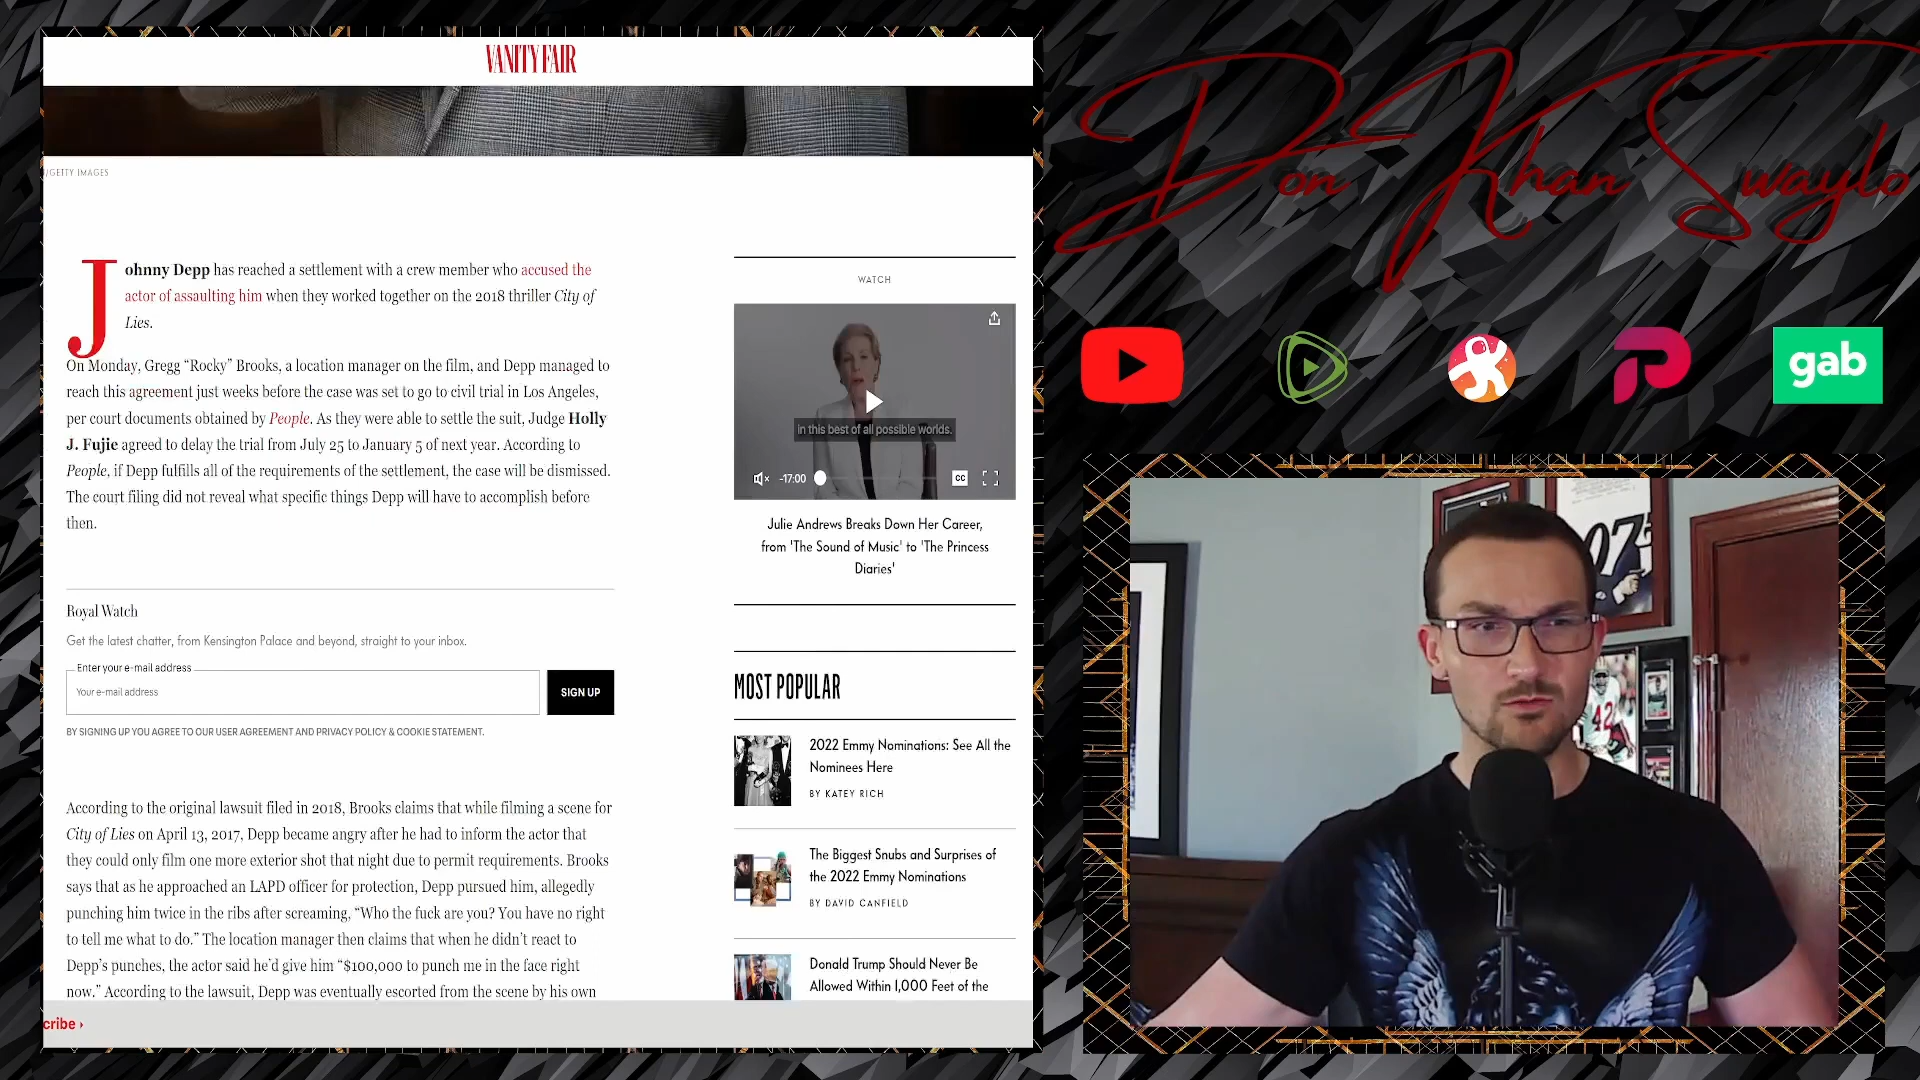 VANITY FAIR
/GETTY IMAGES
Johnny Depp has reached a settlement with a crew member who accused the
actor of assaulting him when they worked together on the 2018 thriller City of
Lies.
On Monday, Gregg “Rocky” Brooks, a location manager on the film, and Depp managed to
reach this agreement just weeks before the case was set to go to civil trial in Los Angeles,
per court documents obtained by People. As they were able to settle the suit, Judge Holly
J. Fujie agreed to delay the trial from July 25 to January 5 of next year. According to
People, if Depp fulfills all of the requirements of the settlement, the case will be dismissed.
The court filing did not reveal what specific things Depp will have to accomplish before
then.
Royal Watch
Get the latest chatter, from Kensington Palace and beyond, straight to your inbox.
Enter your e-mail address
Your e-mail address
SIGN UP
BY SIGNING UP YOU AGREE TO OUR USER AGREEMENT AND PRIVACY POLICY & COOKIE STATEMENT.
According to the original lawsuit filed in 2018, Brooks claims that while filming a scene for
City of Lies on April 13, 2017, Depp became angry after he had to inform the actor that
they could only film one more exterior shot that night due to permit requirements. Brooks
says that as he approached an LAPD officer for protection, Depp pursued him, allegedly
punching him twice in the ribs after screaming, “Who the fuck are you? You have no right
to tell me what to do.” The location manager then claims that when he didn’t react to
Depp’s punches, the actor said he’d give him “$100,000 to punch me in the face right
now.” According to the lawsuit, Depp was eventually escorted from the scene by his own
cribe ›
WATCH
in this best of all possible worlds.
-17:00
CC
Julie Andrews Breaks Down Her Career,
from 'The Sound of Music' to 'The Princess
Diaries'
MOST POPULAR
2022 Emmy Nominations: See All the
Nominees Here
BY KATEY RICH
The Biggest Snubs and Surprises of
the 2022 Emmy Nominations
BY DAVID CANFIELD
Donald Trump Should Never Be
Allowed Within 1,000 Feet of the
Don Khan Swaylo
gab
007
42